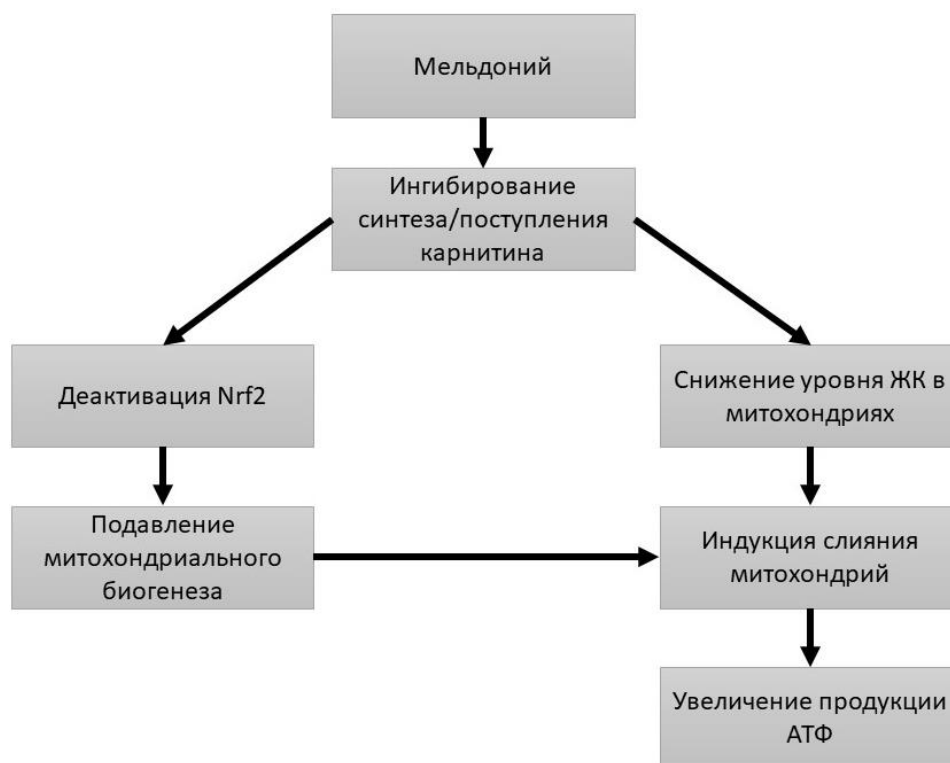 Мельдоний
Ингибирование
синтеза/поступления
карнитина
Деактивация Nrf2
Снижение уровня ЖК в
митохондриях
Подавление
митохондриального
биогенеза
Индукция слияния
митохондрий
Увеличение продукции
АТФ